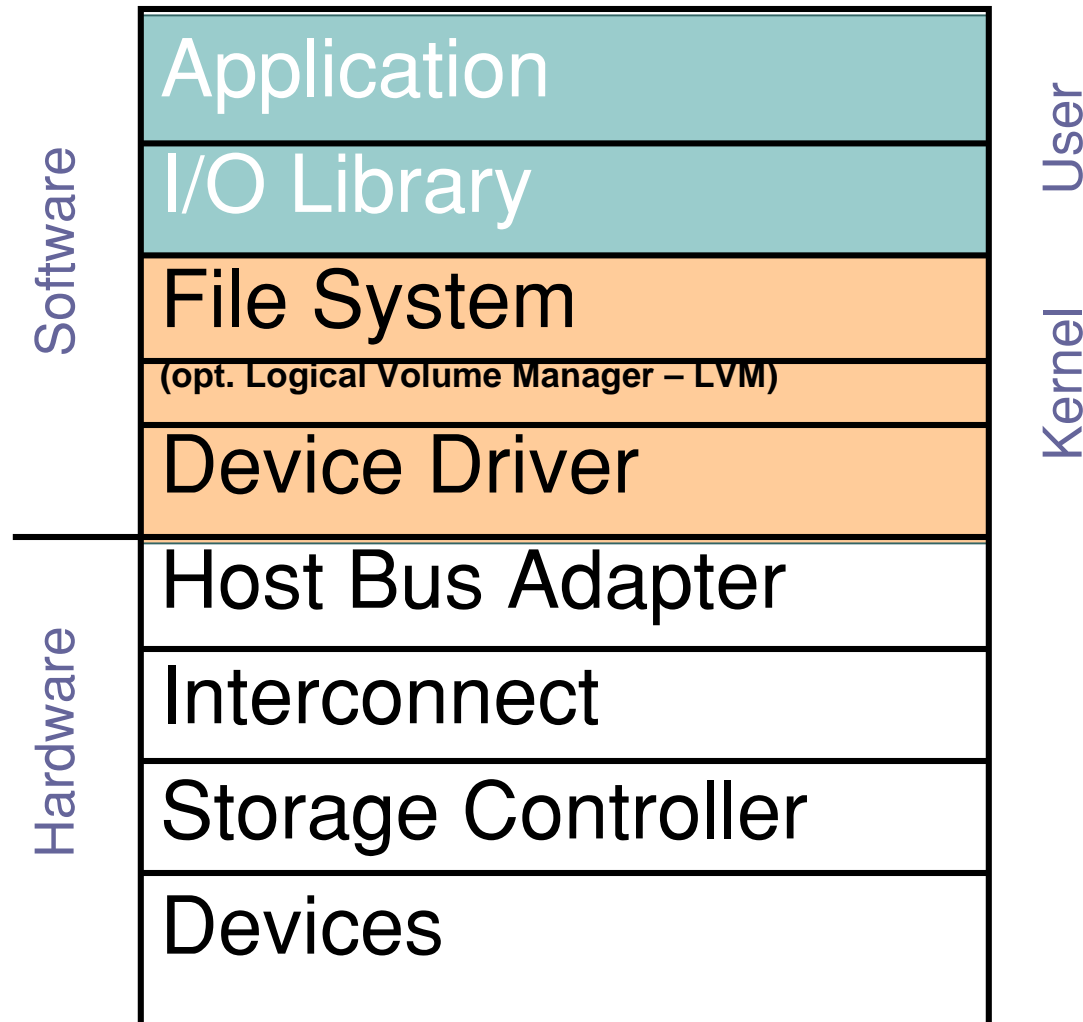 Application
I/O Library
File System
(opt. Logical Volume Manager – LVM)
Device Driver
Host Bus Adapter
Interconnect
Storage Controller
Devices
Software
Hardware
User
Kernel